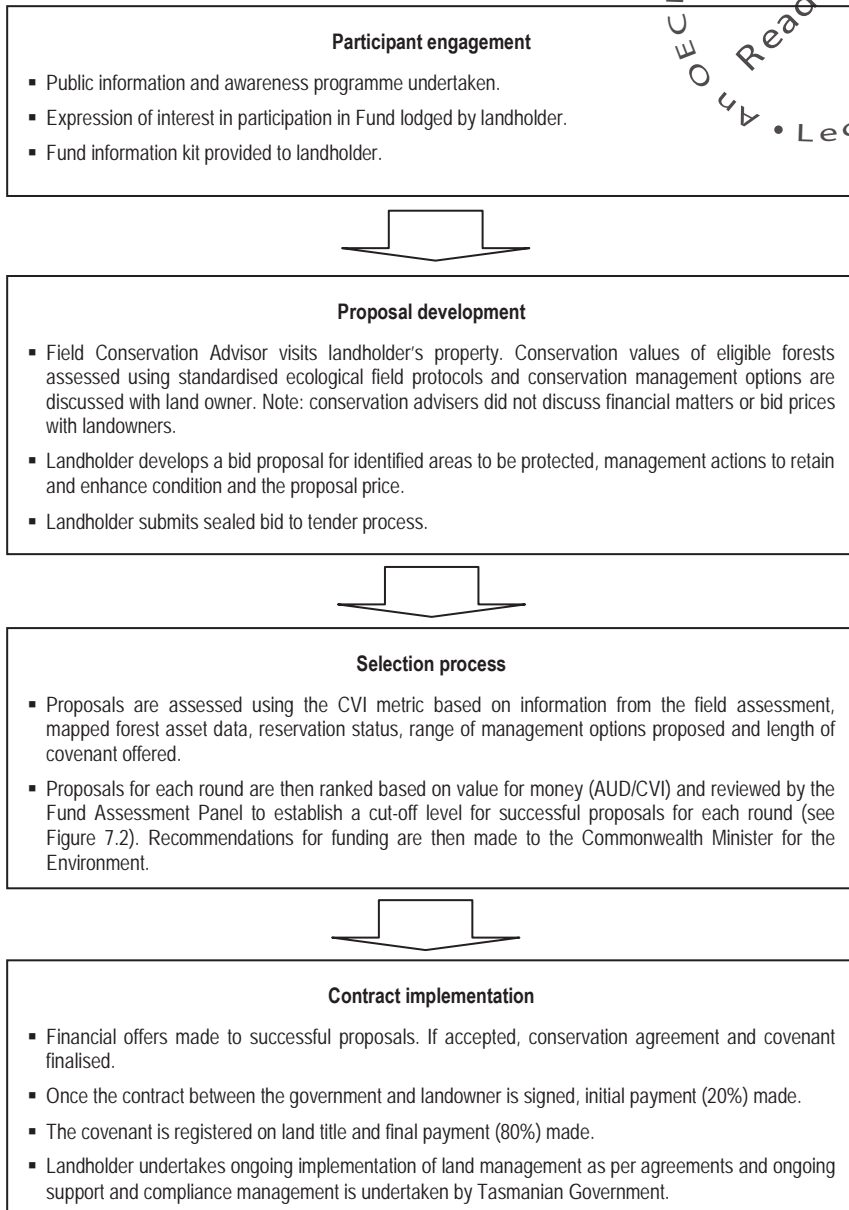 Participant engagement
▪ Public information and awareness programme undertaken.
▪ Expression of interest in participation in Fund lodged by landholder.
▪ Fund information kit provided to landholder.
Proposal development
▪ Field Conservation Advisor visits landholder's property. Conservation values of eligible forests
assessed using standardised ecological field protocols and conservation management options are
discussed with land owner. Note: conservation advisers did not discuss financial matters or bid prices
with landowners.
▪ Landholder develops a bid proposal for identified areas to be protected, management actions to retain
and enhance condition and the proposal price.
▪ Landholder submits sealed bid to tender process.
Selection process
▪ Proposals are assessed using the CVI metric based on information from the field assessment,
mapped forest asset data, reservation status, range of management options proposed and length of
covenant offered.
▪ Proposals for each round are then ranked based on value for money (AUD/CVI) and reviewed by the
Fund Assessment Panel to establish a cut-off level for successful proposals for each round (see
Figure 7.2). Recommendations for funding are then made to the Commonwealth Minister for the
Environment.
Contract implementation
▪ Financial offers made to successful proposals. If accepted, conservation agreement and covenant
finalised.
▪ Once the contract between the government and landowner is signed, initial payment (20%) made.
▪ The covenant is registered on land title and final payment (80%) made.
▪ Landholder undertakes ongoing implementation of land management as per agreements and ongoing
support and compliance management is undertaken by Tasmanian Government.
An OEC
Read